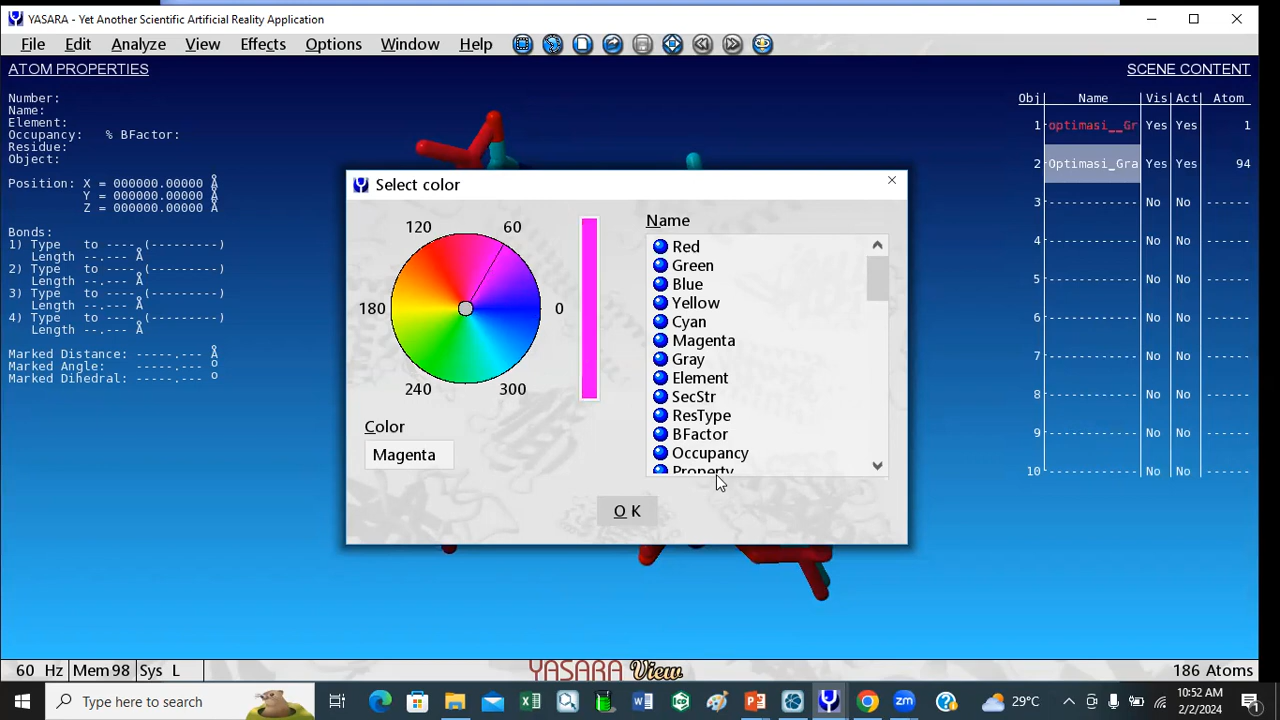 YASARA - Yet Another Scientific Artificial Reality Application
File Edit Analyze View Effects Options Window Help
ATOM PROPERTIES
Number:
Name:
Element:
Occupancy: % BFactor:
Residue:
Object:
Position: X = 000000.00000 Å
Y = 000000.00000 Å
Z = 000000.00000 Å
Bonds:
1) Type to ----.(---------)
Length --.--- Å
2) Type to ----.(---------)
Length --.--- Å
3) Type to ----.(---------)
Length --.--- Å
4) Type to ----.(---------)
Length --.--- Å
Marked Distance: -----.--- Å
Marked Angle: -----.--- o
Marked Dihedral: -----.--- o
Select color
120 60
180 0
240 300
Color
Magenta
Name
Red
Green
Blue
Yellow
Cyan
Magenta
Gray
Element
SecStr
ResType
BFactor
Occupancy
Property
O K
SCENE CONTENT
Obj Name Vis Act Atom
1 optimasi__Gr Yes Yes 1
2 Optimasi_Gra Yes Yes 94
3 ------------ No No ------
4 ------------ No No ------
5 ------------ No No ------
6 ------------ No No ------
7 ------------ No No ------
8 ------------ No No ------
9 ------------ No No ------
10 ------------ No No ------
60 Hz Mem 98 Sys L YASARA View 186 Atoms
Type here to search 29°C 10:52 AM
2/2/2024